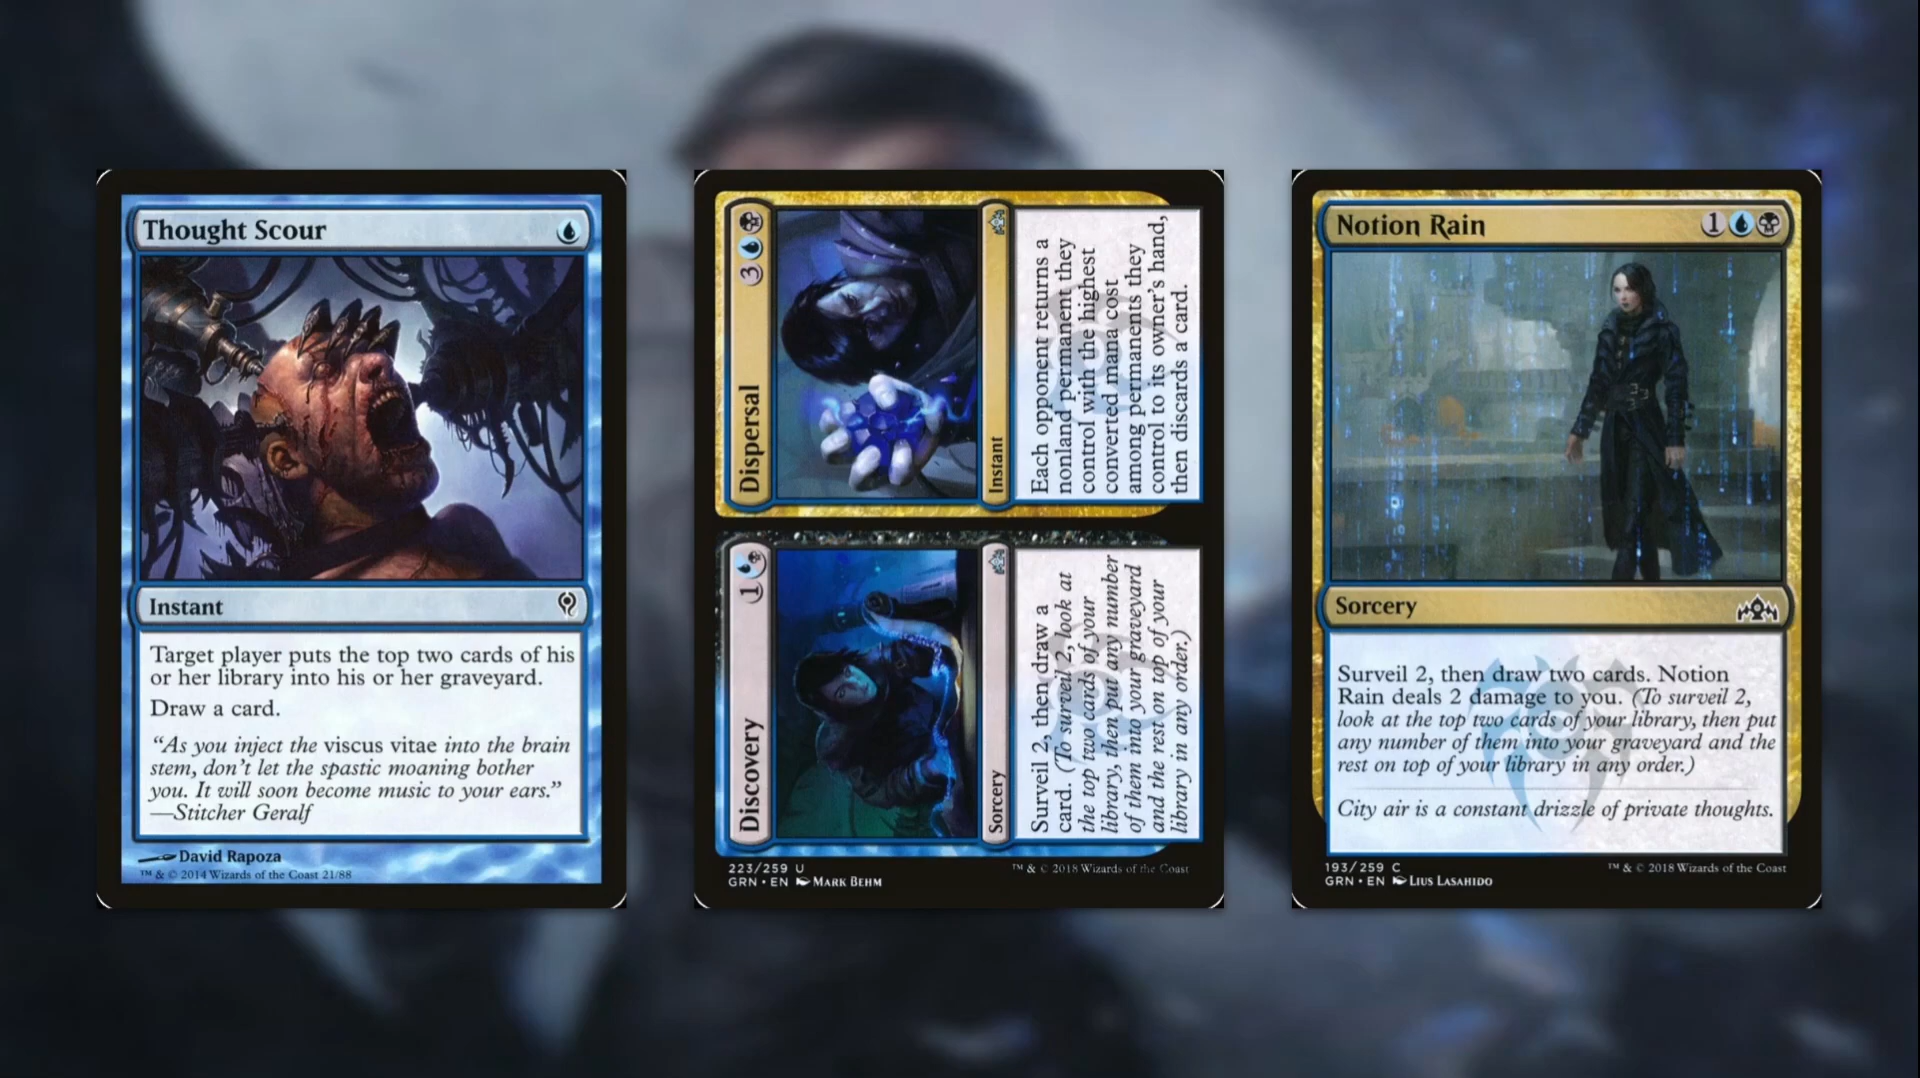 Thought Scour
Instant
Target player puts the top two cards of his
or her library into his or her graveyard.
Draw a card.
“As you inject the viscus vitae into the brain
stem, don’t let the spastic moaning bother
you. It will soon become music to your ears.”
—Stitcher Geralf
David Rapoza
™ & © 2014 Wizards of the Coast 21/88
Dispersal
3
Instant
Each opponent returns a
nonland permanent they
control with the highest
converted mana cost
among permanents they
control to its owner’s hand,
then discards a card.
Discovery
1
Sorcery
Surveil 2, then draw a
card. (To surveil 2, look at
the top two cards of your
library, then put any number
of them into your graveyard
and the rest on top of your
library in any order.)
223/259 U
GRN • EN Mark Behm
™ & © 2018 Wizards of the Coast
Notion Rain
1
Sorcery
Surveil 2, then draw two cards. Notion
Rain deals 2 damage to you. (To surveil 2,
look at the top two cards of your library, then put
any number of them into your graveyard and the
rest on top of your library in any order.)
City air is a constant drizzle of private thoughts.
193/259 C
GRN • EN Lius Lasahido
™ & © 2018 Wizards of the Coast